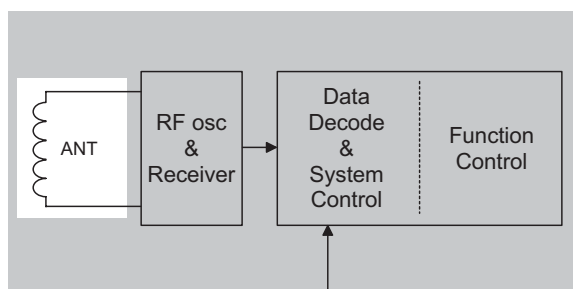 ANT
RF osc
&
Receiver
Data
Decode
&
System
Control
Function
Control